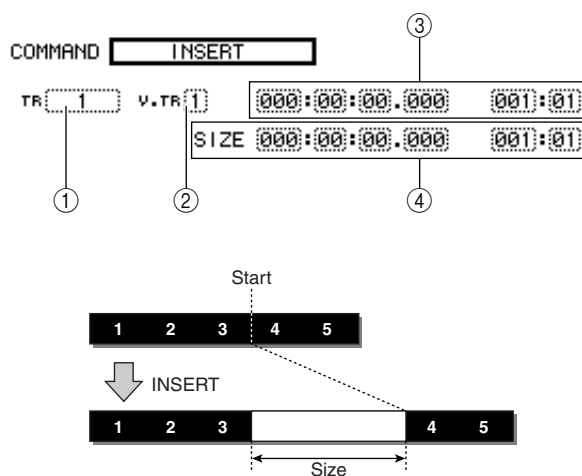 ③
COMMAND INSERT
TR 1 V.TR 1 000:00:00.000 001:01
SIZE 000:00:00.000 001:01
① ② ④
Start
1 2 3 4 5
INSERT
1 2 3 4 5
Size